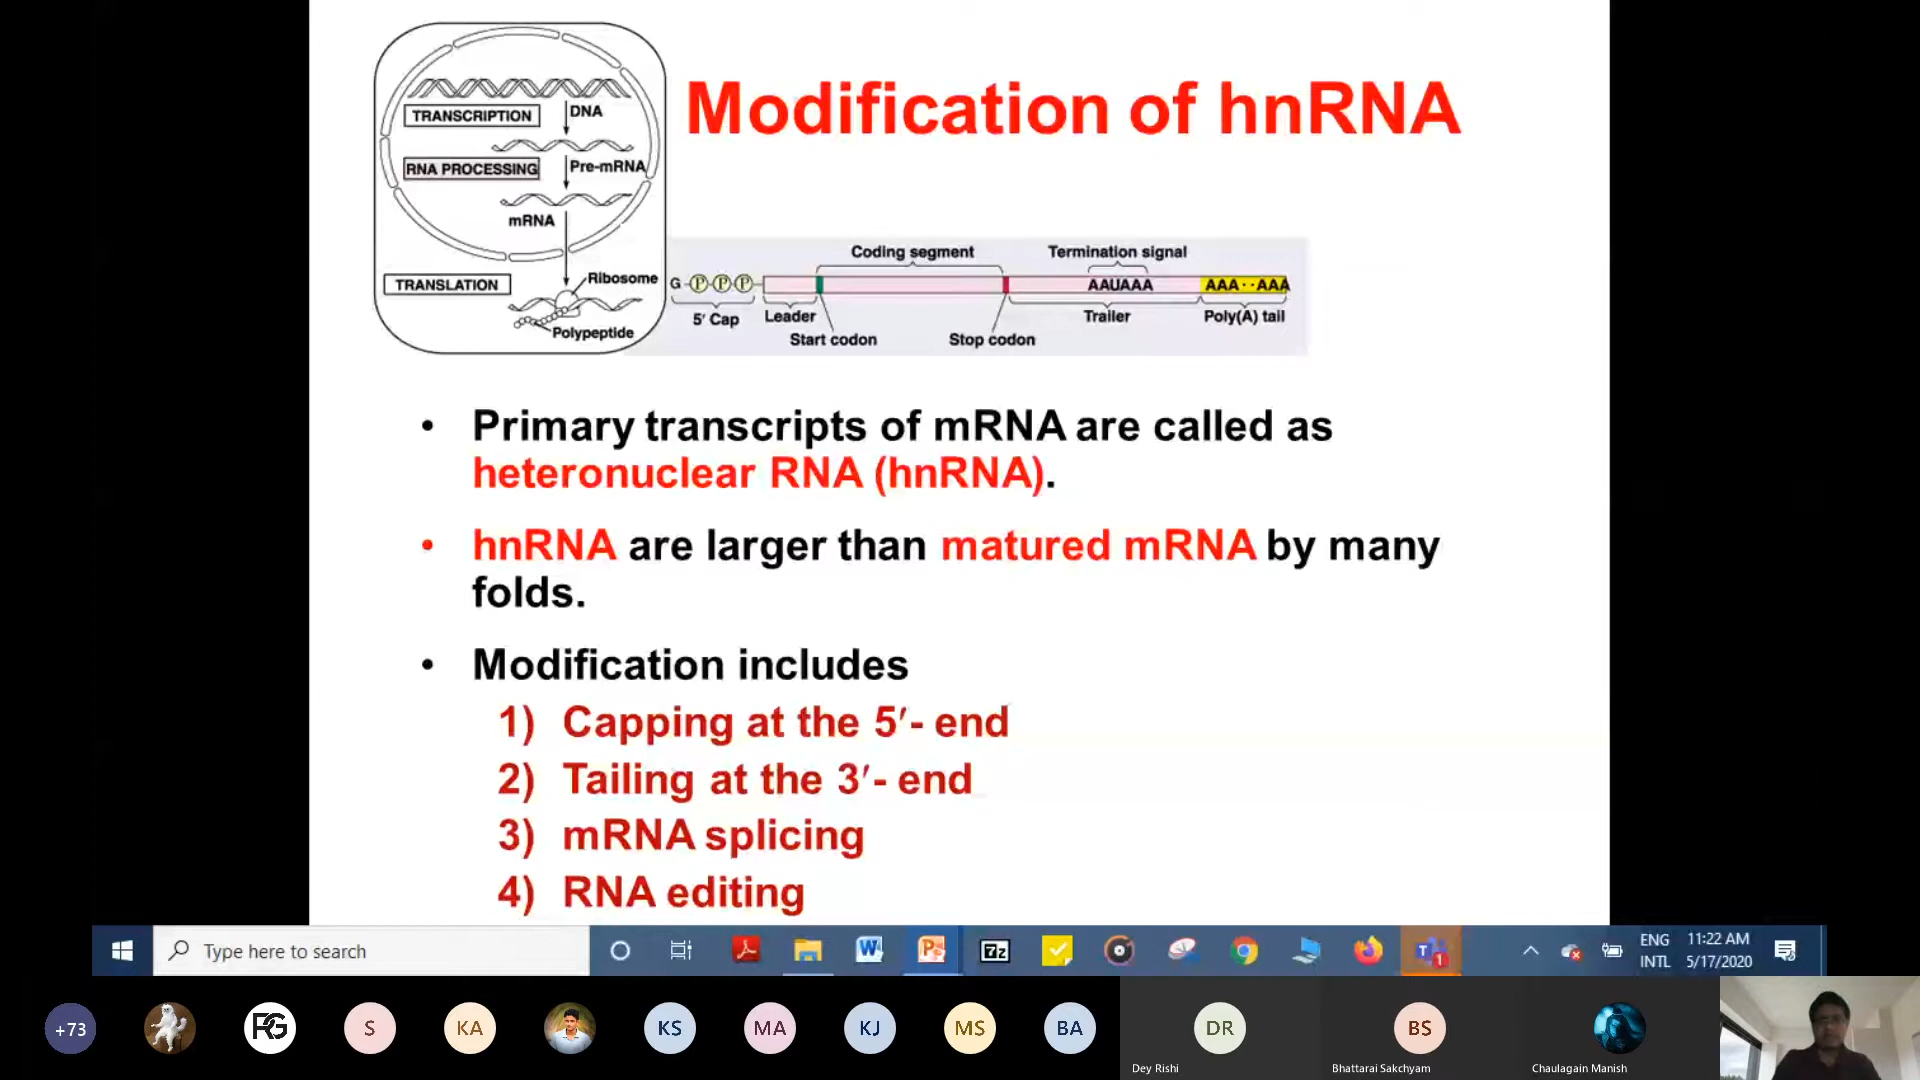 Modification of hnRNA
TRANSCRIPTION
DNA
RNA PROCESSING
Pre-mRNA
mRNA
TRANSLATION
Ribosome
Polypeptide
Coding segment
Termination signal
G P P P
AAUAAA
AAA··AAA
5′ Cap
Leader
Trailer
Poly(A) tail
Start codon
Stop codon
• Primary transcripts of mRNA are called as
heteronuclear RNA (hnRNA).
• hnRNA are larger than matured mRNA by many
folds.
• Modification includes
1) Capping at the 5′- end
2) Tailing at the 3′- end
3) mRNA splicing
4) RNA editing
Type here to search
ENG
INTL
11:22 AM
5/17/2020
+73
RG
S
KA
KS
MA
KJ
MS
BA
DR
BS
Dey Rishi
Bhattarai Sakchyam
Chaulagain Manish